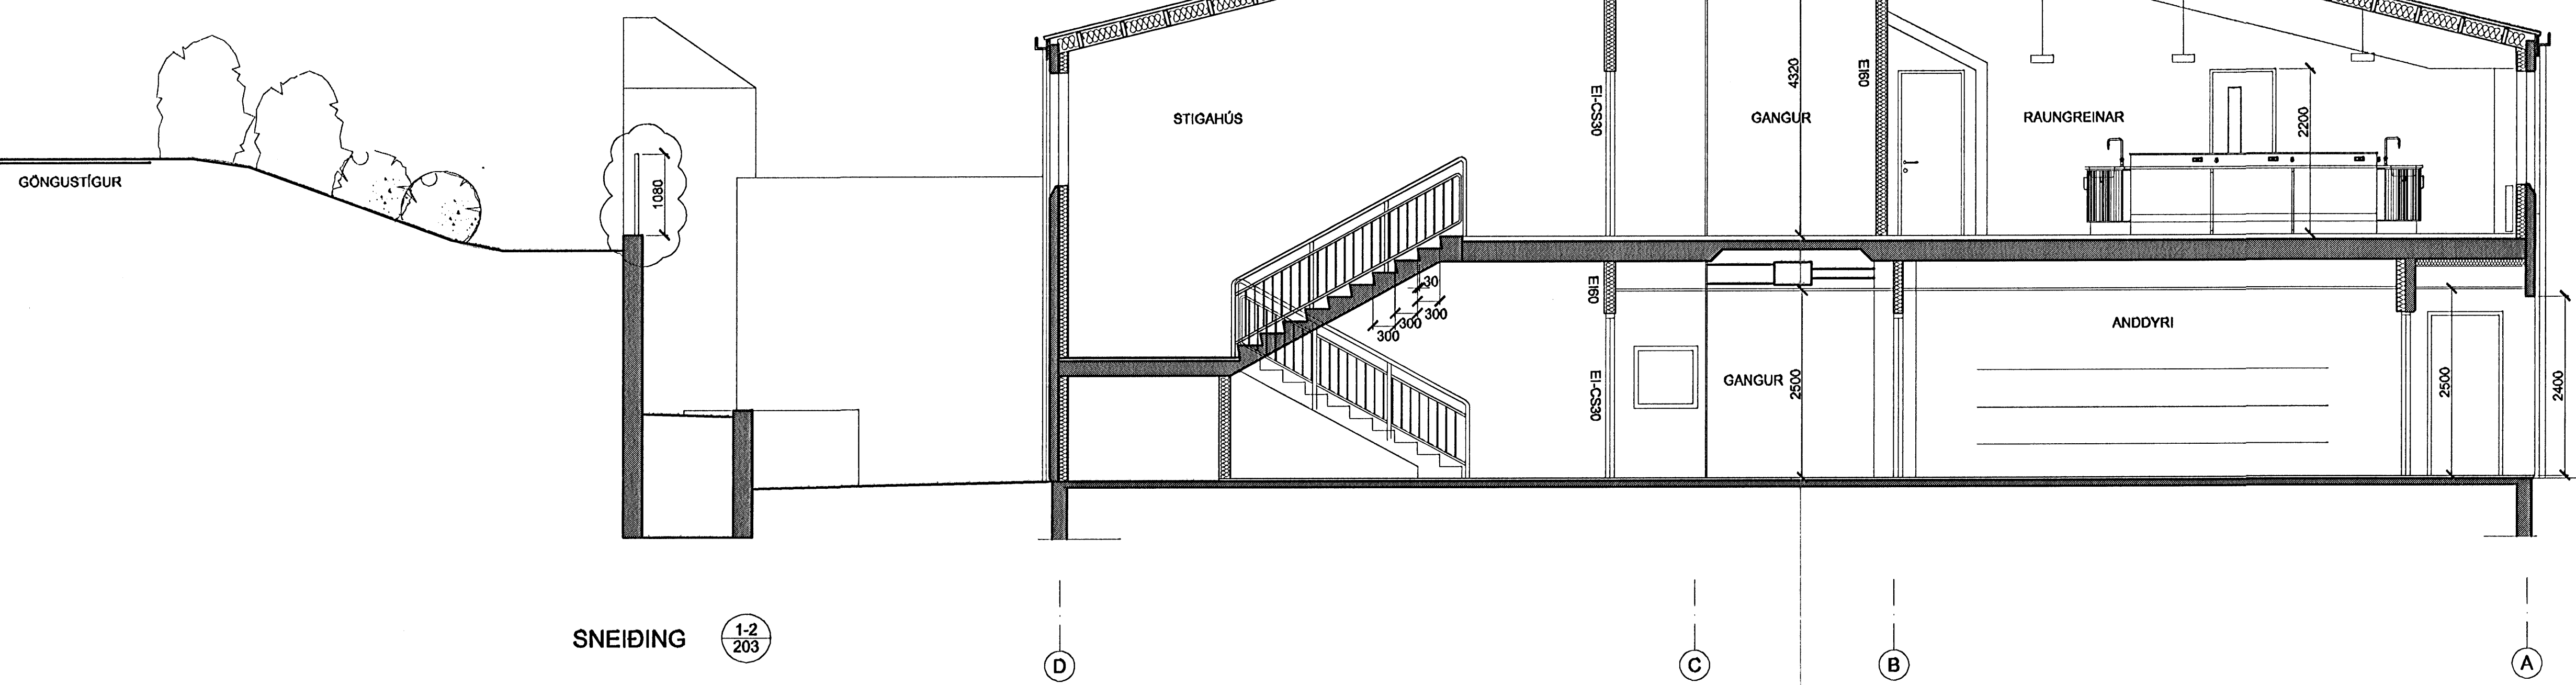 GÖNGUSTÍGUR
1080
STIGAHÚS
EI-CS30
4320
GANGUR
EI60
RAUNGREINAR
2200
30
300
300
EI60
EI-CS30
GANGUR
2500
ANDDYRI
2500
2400
SNEIÐING
1-2
203
D
C
B
A